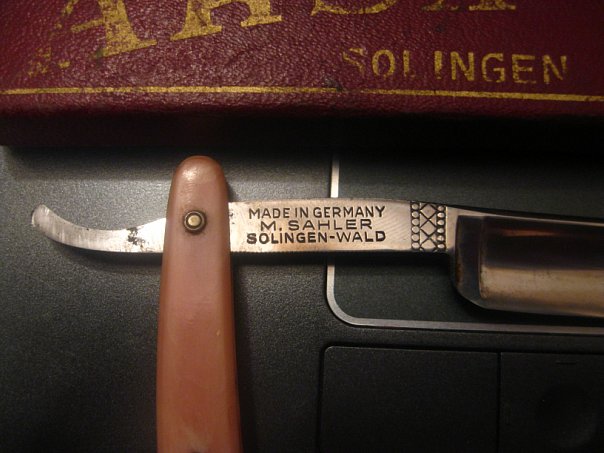 SOLINGEN
MADE IN GERMANY
M. SAHLER
SOLINGEN-WALD